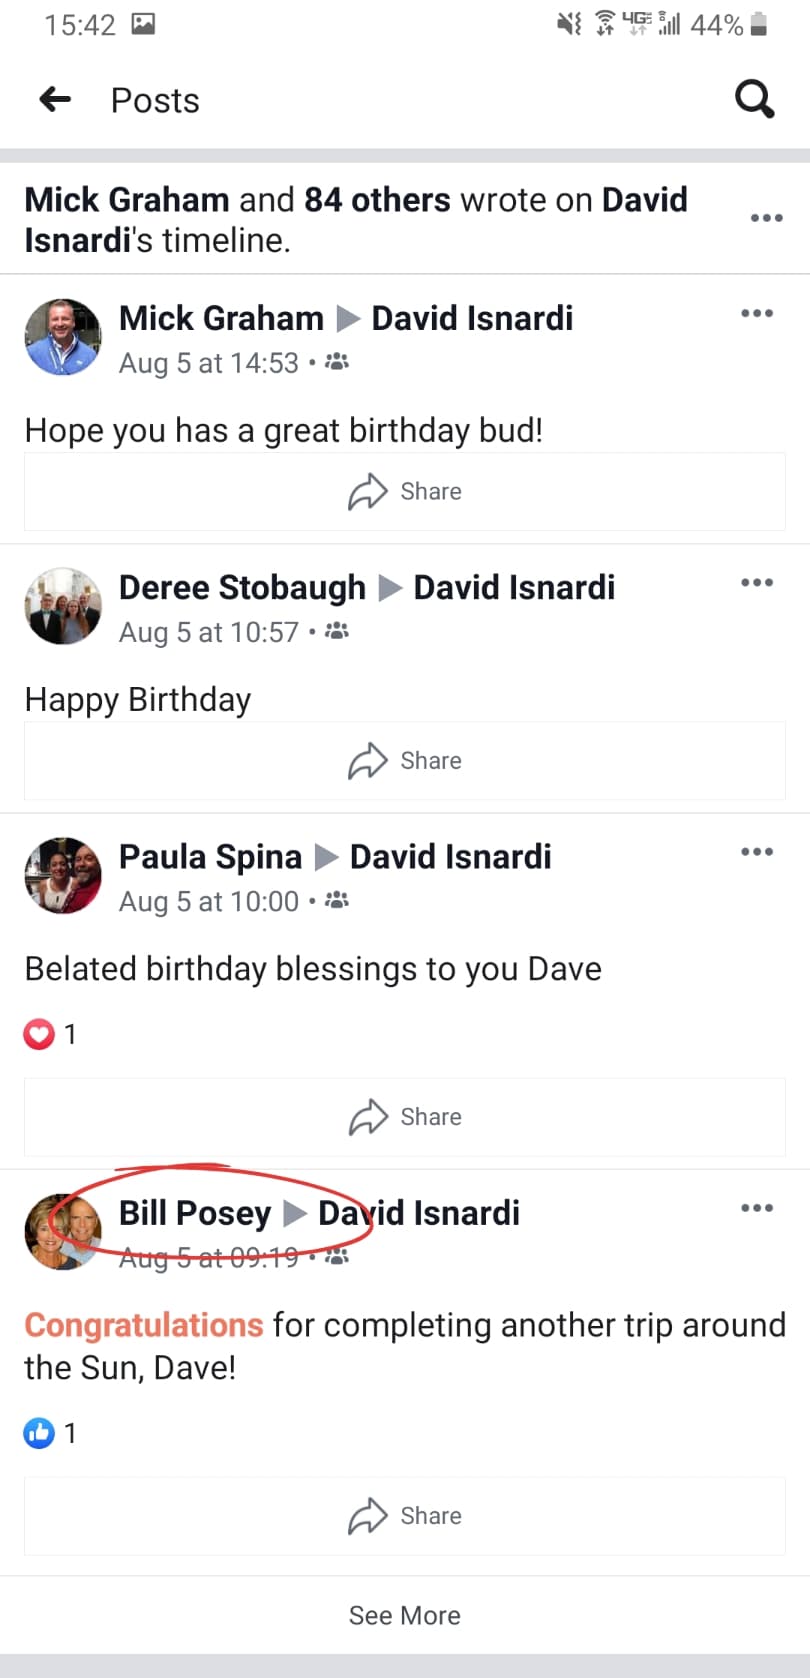 15:42 4GE 44%
Posts
Mick Graham and 84 others wrote on David
Isnardi's timeline.
Mick Graham ▶ David Isnardi
Aug 5 at 14:53 •
Hope you has a great birthday bud!
Share
Deree Stobaugh ▶ David Isnardi
Aug 5 at 10:57 •
Happy Birthday
Share
Paula Spina ▶ David Isnardi
Aug 5 at 10:00 •
Belated birthday blessings to you Dave
1
Share
Bill Posey ▶ David Isnardi
Aug 5 at 09:19 •
Congratulations for completing another trip around
the Sun, Dave!
1
Share
See More